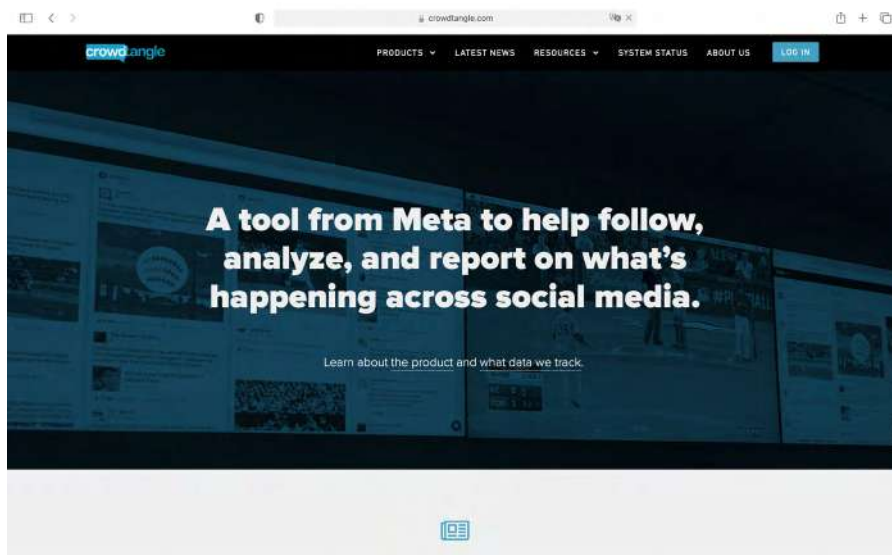 crowdtangle.com
crowdtangle
PRODUCTS
LATEST NEWS
RESOURCES
SYSTEM STATUS
ABOUT US
LOG IN
A tool from Meta to help follow,
analyze, and report on what's
happening across social media.
Learn about the product and what data we track.